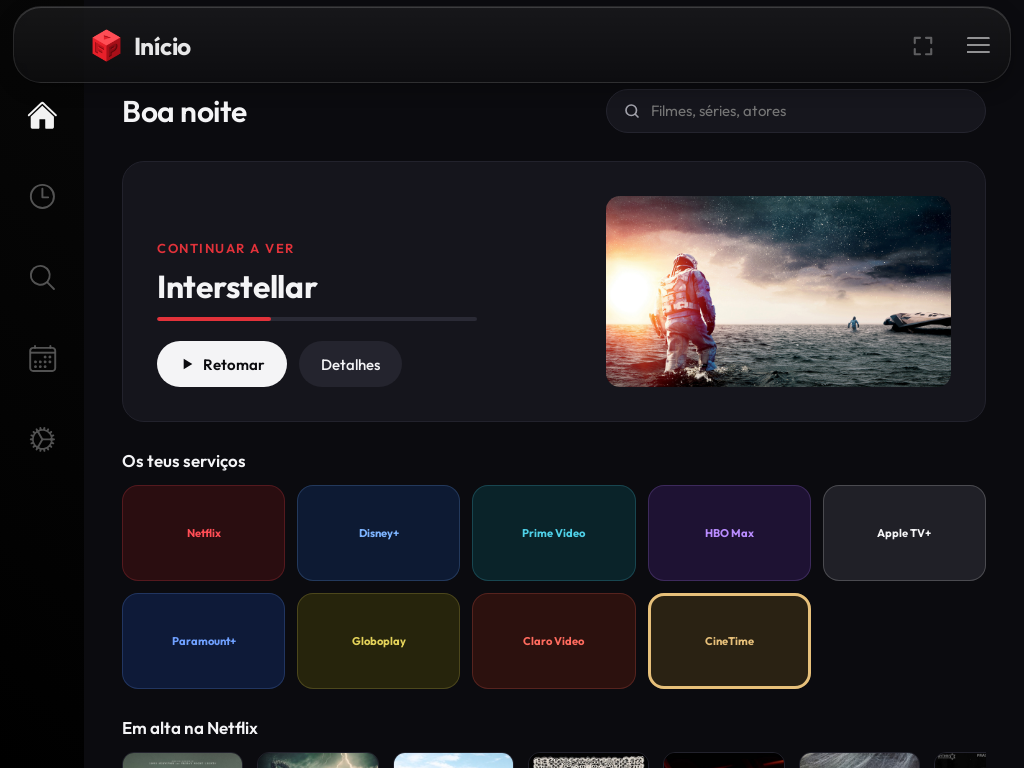 Início
Boa noite
Filmes, séries, atores
CONTINUAR A VER
Interstellar
Retomar
Detalhes
Os teus serviços
Netflix
Disney+
Prime Video
HBO Max
Apple TV+
Paramount+
Globoplay
Claro Video
CineTime
Em alta na Netflix